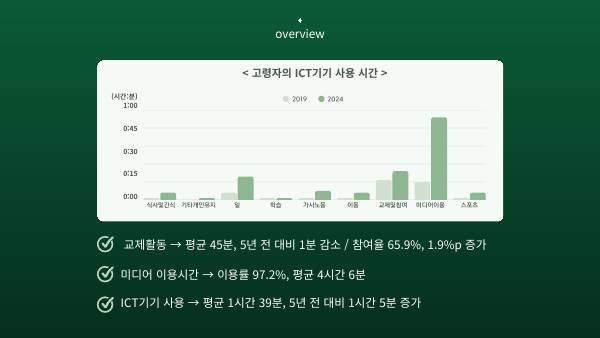 overview
< 고령자의 ICT기기 사용 시간 >
(시간:분)
2019 2024
1:00
0:45
0:30
0:15
0:00
식사및간식 기타개인유지 일 학습 가사노동 이동 교제및참여 미디어이용 스포츠
교제활동 → 평균 45분, 5년 전 대비 1분 감소 / 참여율 65.9%, 1.9%p 증가
미디어 이용시간 → 이용률 97.2%, 평균 4시간 6분
ICT기기 사용 → 평균 1시간 39분, 5년 전 대비 1시간 5분 증가